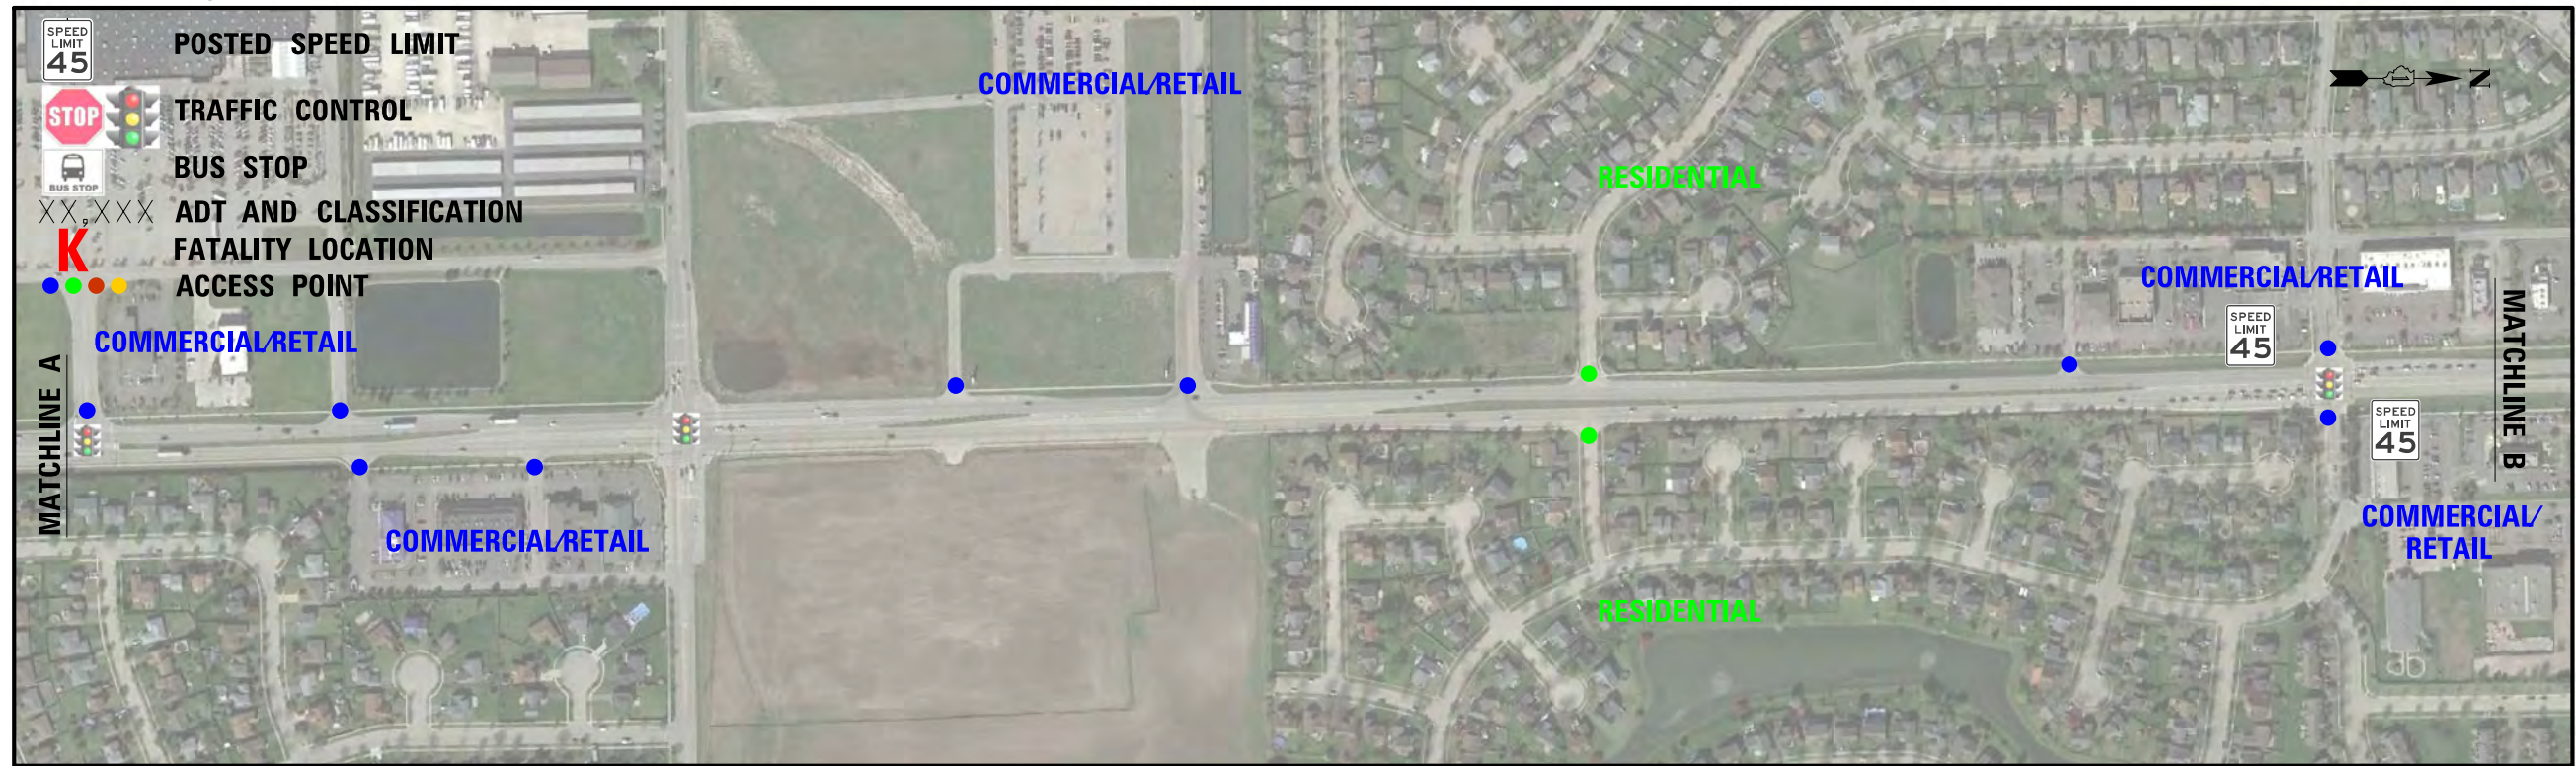 SPEED
LIMIT
45
POSTED SPEED LIMIT
STOP
TRAFFIC CONTROL
BUS STOP
BUS STOP
XX,XXX ADT AND CLASSIFICATION
K FATALITY LOCATION
ACCESS POINT
COMMERCIAL/RETAIL
MATCHLINE A
COMMERCIAL/RETAIL
COMMERCIAL/RETAIL
RESIDENTIAL
RESIDENTIAL
N
COMMERCIAL/RETAIL
SPEED
LIMIT
45
SPEED
LIMIT
45
MATCHLINE B
COMMERCIAL/
RETAIL